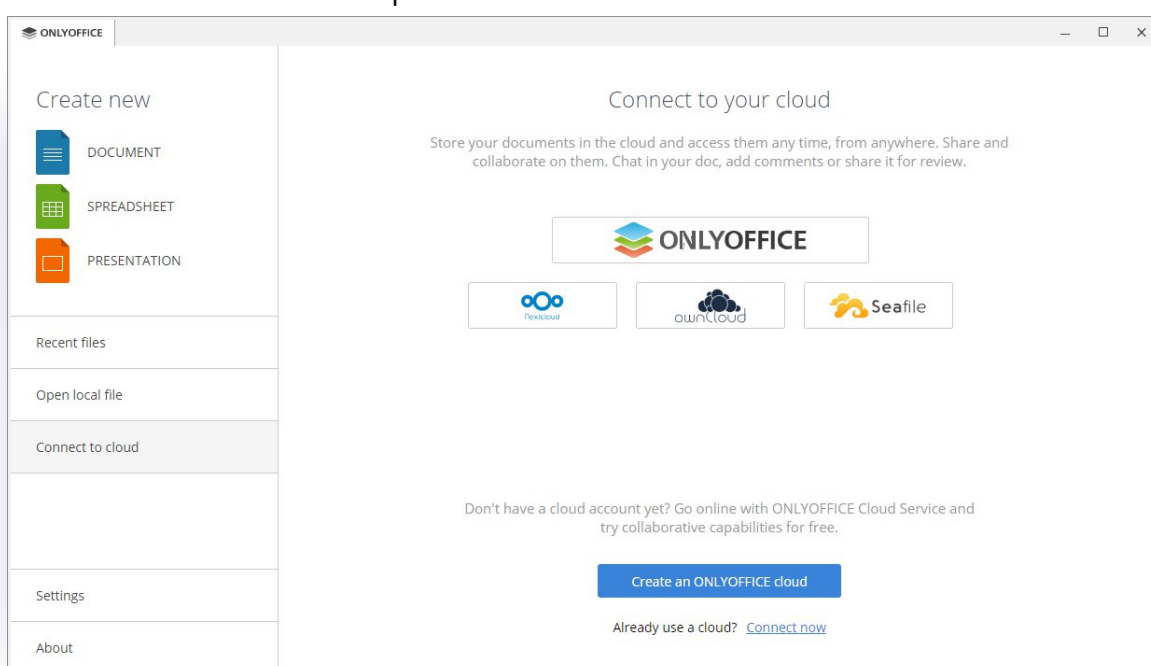 ONLYOFFICE
Create new
DOCUMENT
SPREADSHEET
PRESENTATION
Recent files
Open local file
Connect to cloud
Settings
About
Connect to your cloud
Store your documents in the cloud and access them any time, from anywhere. Share and
collaborate on them. Chat in your doc, add comments or share it for review.
ONLYOFFICE
Nextcloud
ownCloud
Seafile
Don't have a cloud account yet? Go online with ONLYOFFICE Cloud Service and
try collaborative capabilities for free.
Create an ONLYOFFICE cloud
Already use a cloud? Connect now